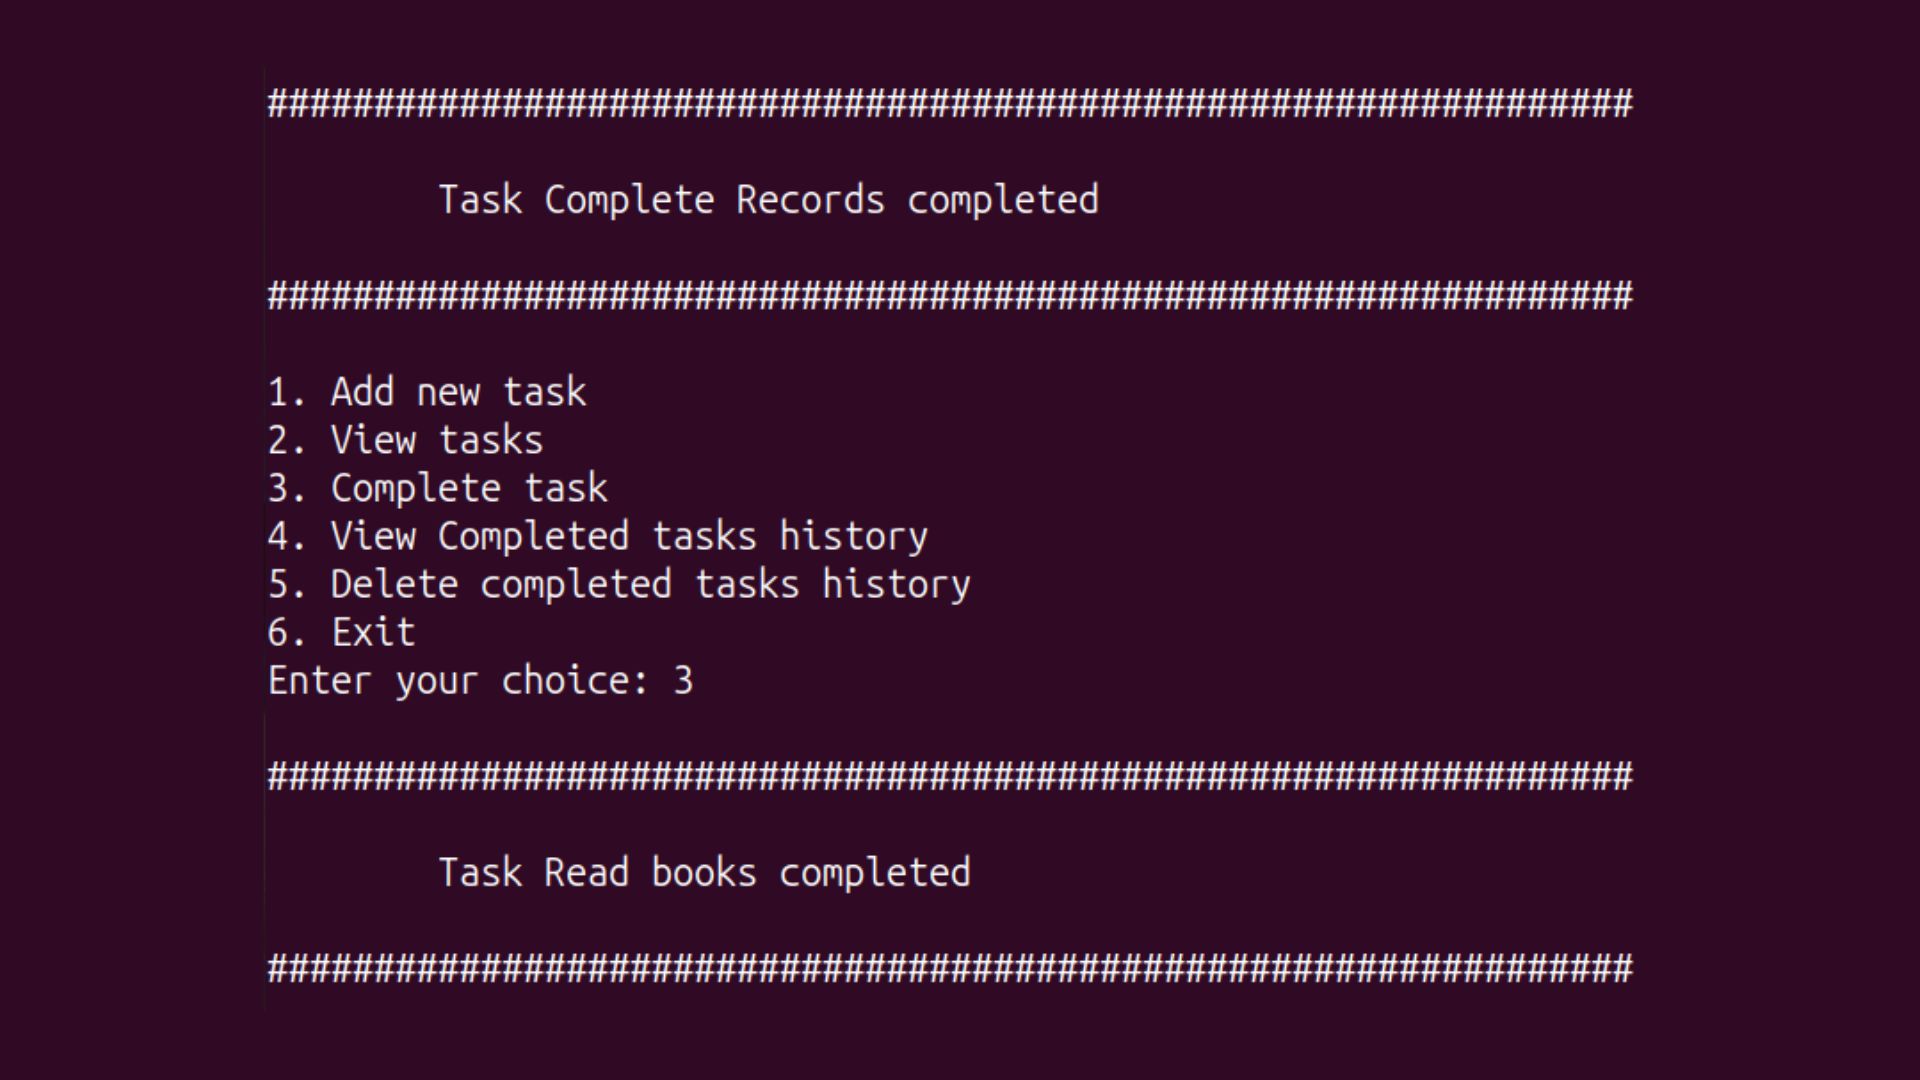 ################################################################
Task Complete Records completed
################################################################
1. Add new task
2. View tasks
3. Complete task
4. View Completed tasks history
5. Delete completed tasks history
6. Exit
Enter your choice: 3
################################################################
Task Read books completed
################################################################